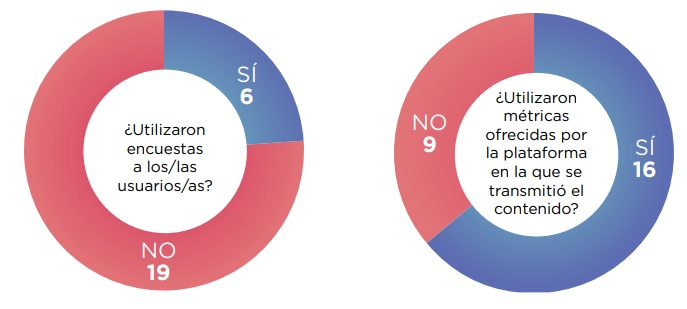 SÍ
6
¿Utilizaron
encuestas
a los/las
usuarios/as?
NO
19
¿Utilizaron
métricas
ofrecidas por
la plataforma
en la que se
transmitió el
contenido?
NO
9
SÍ
16